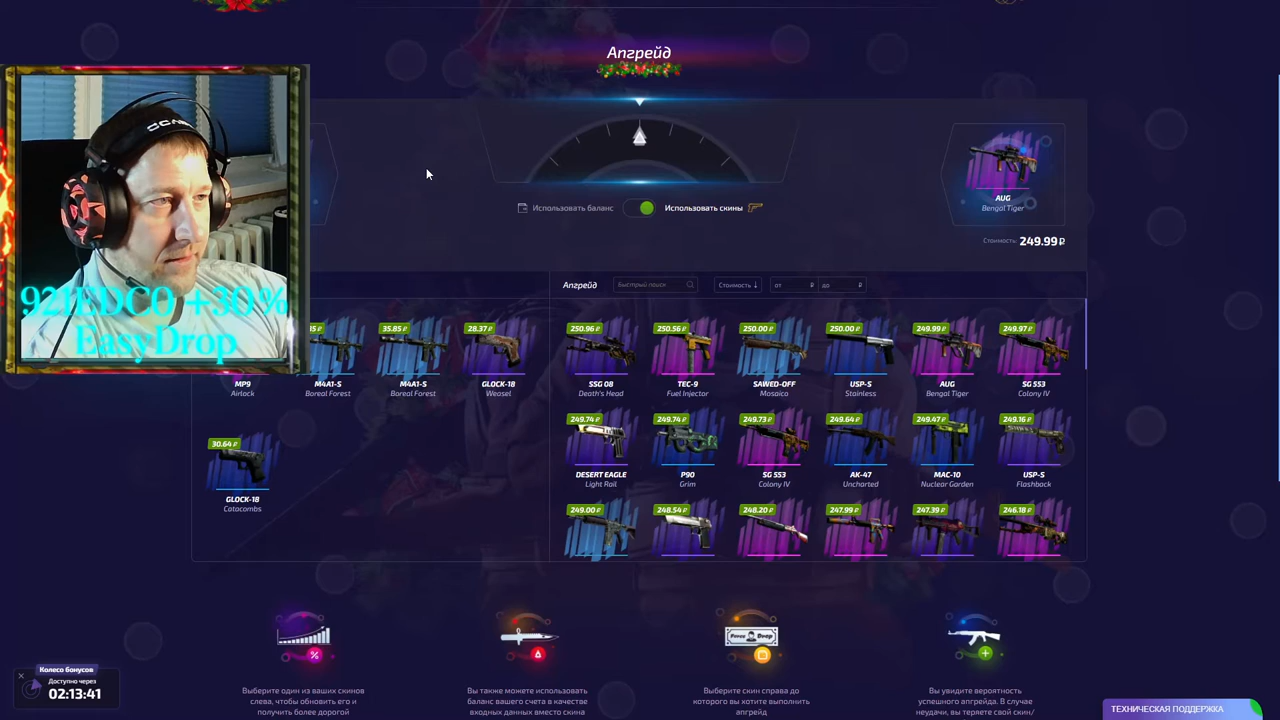 Апгрейд
921EDC0 +30%
EasyDrop
Использовать баланс
Использовать скины
AUG
Bengal Tiger
Стоимость: 249.99 ₽
Апгрейд
Быстрый поиск
Стоимость ↓
от ₽
до ₽
35.85 ₽
28.37 ₽
MP9
Airlock
M4A1-S
Boreal Forest
M4A1-S
Boreal Forest
GLOCK-18
Weasel
30.64 ₽
GLOCK-18
Catacombs
250.96 ₽
250.56 ₽
250.00 ₽
250.00 ₽
249.99 ₽
249.97 ₽
SSG 08
Death's Head
TEC-9
Fuel Injector
SAWED-OFF
Mosaico
USP-S
Stainless
AUG
Bengal Tiger
SG 553
Colony IV
249.74 ₽
249.74 ₽
249.73 ₽
249.64 ₽
249.47 ₽
249.16 ₽
DESERT EAGLE
Light Rail
P90
Grim
SG 553
Colony IV
AK-47
Uncharted
MAC-10
Nuclear Garden
USP-S
Flashback
249.00 ₽
248.54 ₽
248.20 ₽
247.99 ₽
247.39 ₽
246.18 ₽
Выберите один из ваших скинов
слева, чтобы обновить его и
получить более дорогой
Вы также можете использовать
баланс вашего счета в качестве
входных данных вместо скина
Выберите скин справа до
которого вы хотите выполнить
апгрейд
Вы увидите вероятность
успешного апгрейда. В случае
неудачи, вы теряете свой скин/
Колесо бонусов
Доступно через
02:13:41
ТЕХНИЧЕСКАЯ ПОДДЕРЖКА